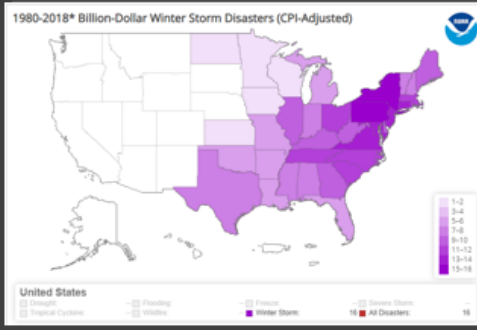 1980-2018* Billion-Dollar Winter Storm Disasters (CPI-Adjusted)
NOAA
1-2
3-4
5-6
7-8
9-10
11-12
13-14
15-16
United States
Drought: -- Flooding: -- Freeze: -- Severe Storm: --
Tropical Cyclone: -- Wildfire: -- Winter Storm: 16 All Disasters: 16